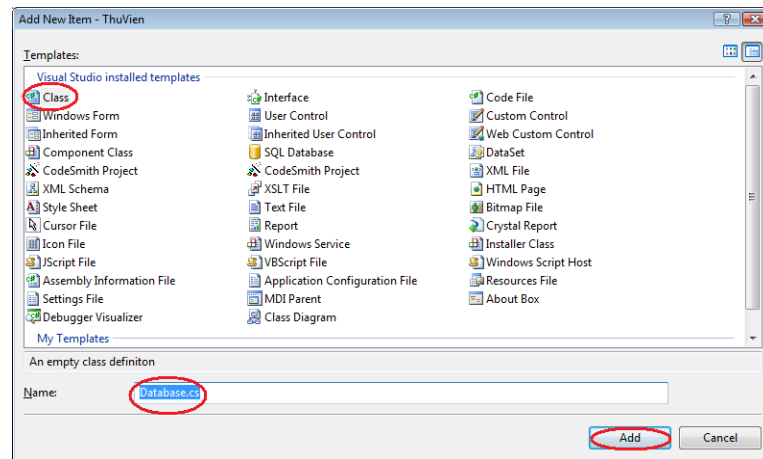 Add New Item - ThuVien
Templates:
Visual Studio installed templates
Class Interface Code File
Windows Form User Control Custom Control
Inherited Form Inherited User Control Web Custom Control
Component Class SQL Database DataSet
CodeSmith Project CodeSmith Project XML File
XML Schema XSLT File HTML Page
Style Sheet Text File Bitmap File
Cursor File Report Crystal Report
Icon File Windows Service Installer Class
JScript File VBScript File Windows Script Host
Assembly Information File Application Configuration File Resources File
Settings File MDI Parent About Box
Debugger Visualizer Class Diagram
My Templates
An empty class definiton
Name: Database.cs
Add Cancel